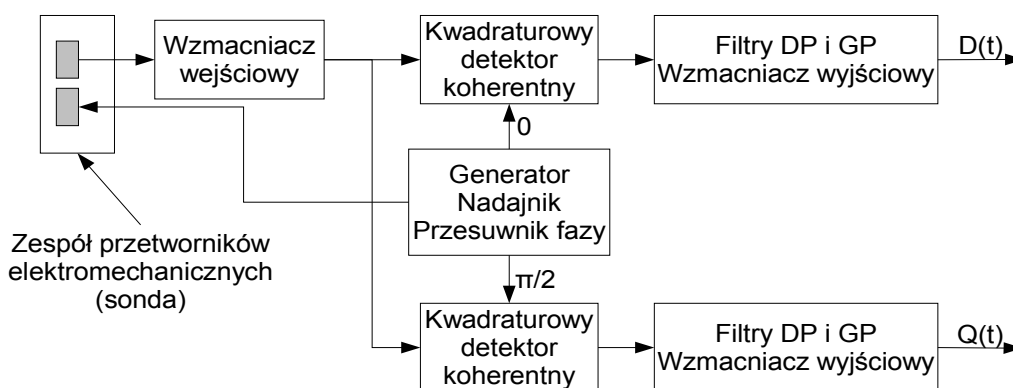 Wzmacniacz
wejściowy
Kwadraturowy
detektor
koherentny
Filtry DP i GP
Wzmacniacz wyjściowy
D(t)
0
Generator
Nadajnik
Przesuwnik fazy
Zespół przetworników
elektromechanicznych
(sonda)
π/2
Kwadraturowy
detektor
koherentny
Filtry DP i GP
Wzmacniacz wyjściowy
Q(t)